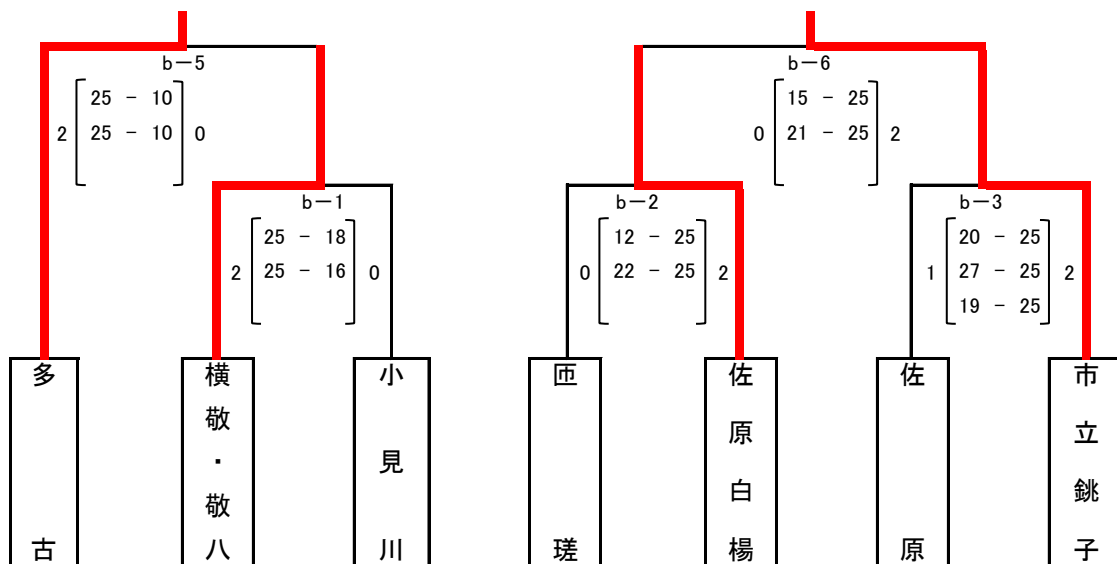 b－5
25 － 10
2 25 － 10 0
b－6
15 － 25
0 21 － 25 2
b－1
25 － 18
2 25 － 16 0
b－2
12 － 25
0 22 － 25 2
b－3
20 － 25
1 27 － 25 2
19 － 25
多古
横敬・敬八
小見川
匝瑳
佐原白楊
佐原
市立銚子